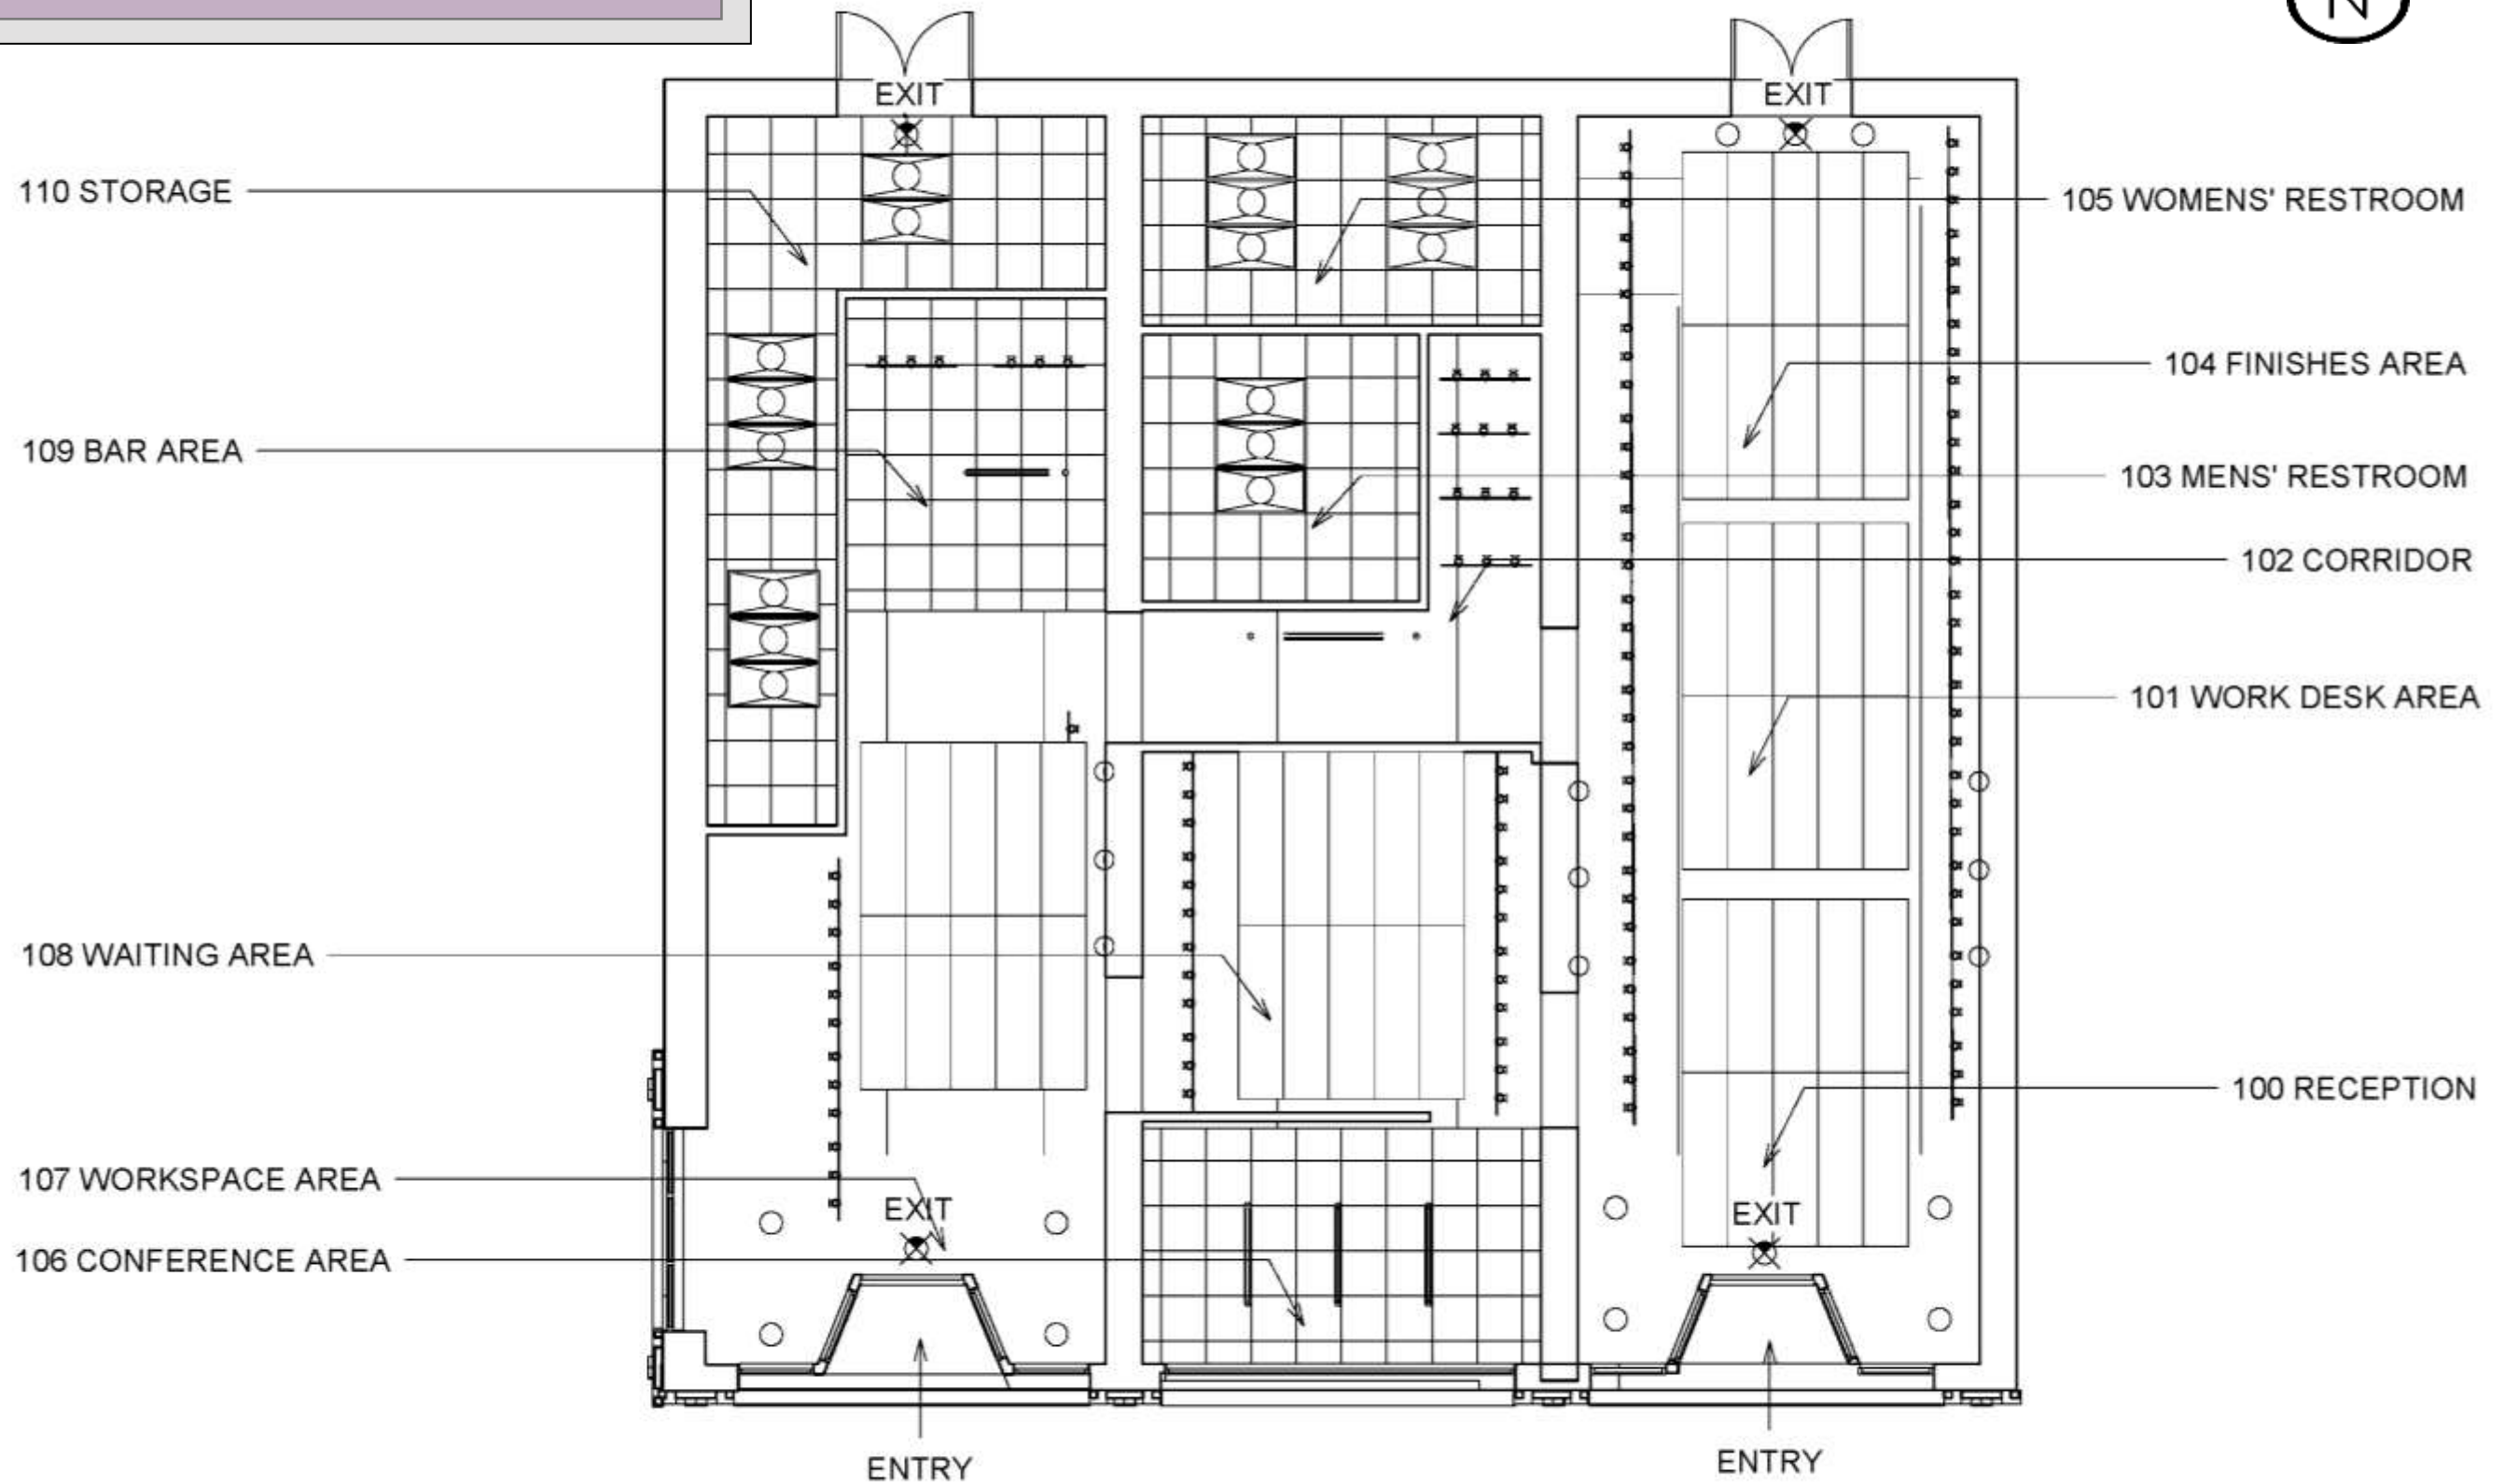 N
EXIT
EXIT
110 STORAGE
105 WOMENS' RESTROOM
104 FINISHES AREA
109 BAR AREA
103 MENS' RESTROOM
102 CORRIDOR
101 WORK DESK AREA
108 WAITING AREA
100 RECEPTION
107 WORKSPACE AREA
EXIT
EXIT
106 CONFERENCE AREA
ENTRY
ENTRY